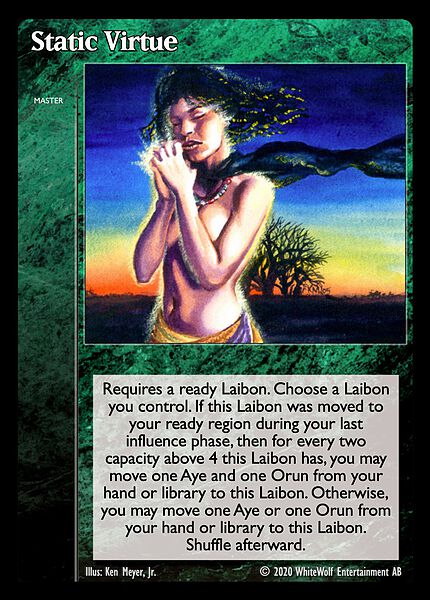 Static Virtue
MASTER
Requires a ready Laibon. Choose a Laibon
you control. If this Laibon was moved to
your ready region during your last
influence phase, then for every two
capacity above 4 this Laibon has, you may
move one Aye and one Orun from your
hand or library to this Laibon. Otherwise,
you may move one Aye or one Orun from
your hand or library to this Laibon.
Shuffle afterward.
Illus: Ken Meyer, Jr.
© 2020 WhiteWolf Entertainment AB